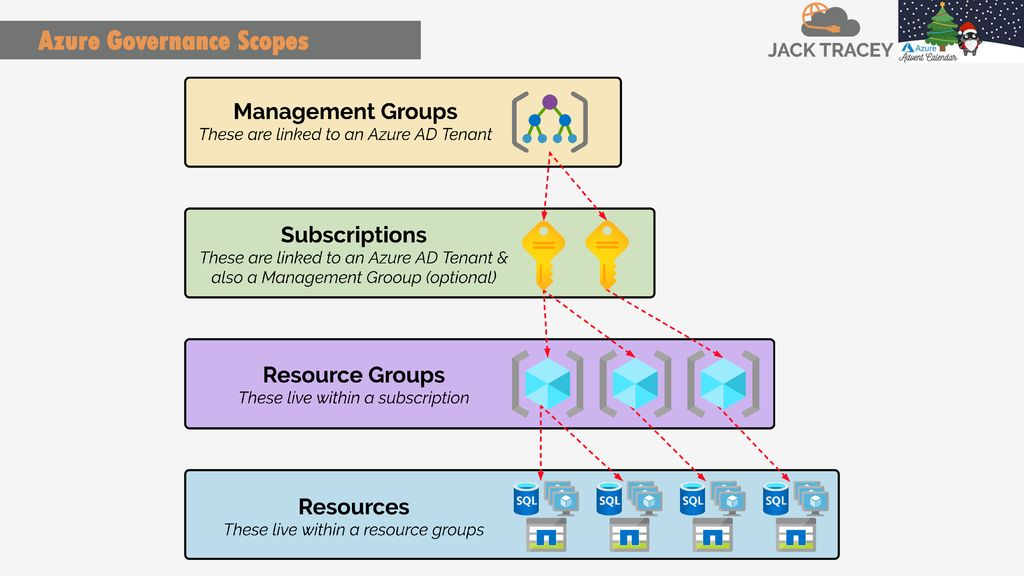 Azure Governance Scopes
JACK TRACEY
Azure
Advent Calendar
Management Groups
These are linked to an Azure AD Tenant
Subscriptions
These are linked to an Azure AD Tenant &
also a Management Grooup (optional)
Resource Groups
These live within a subscription
Resources
These live within a resource groups
SQL
SQL
SQL
SQL